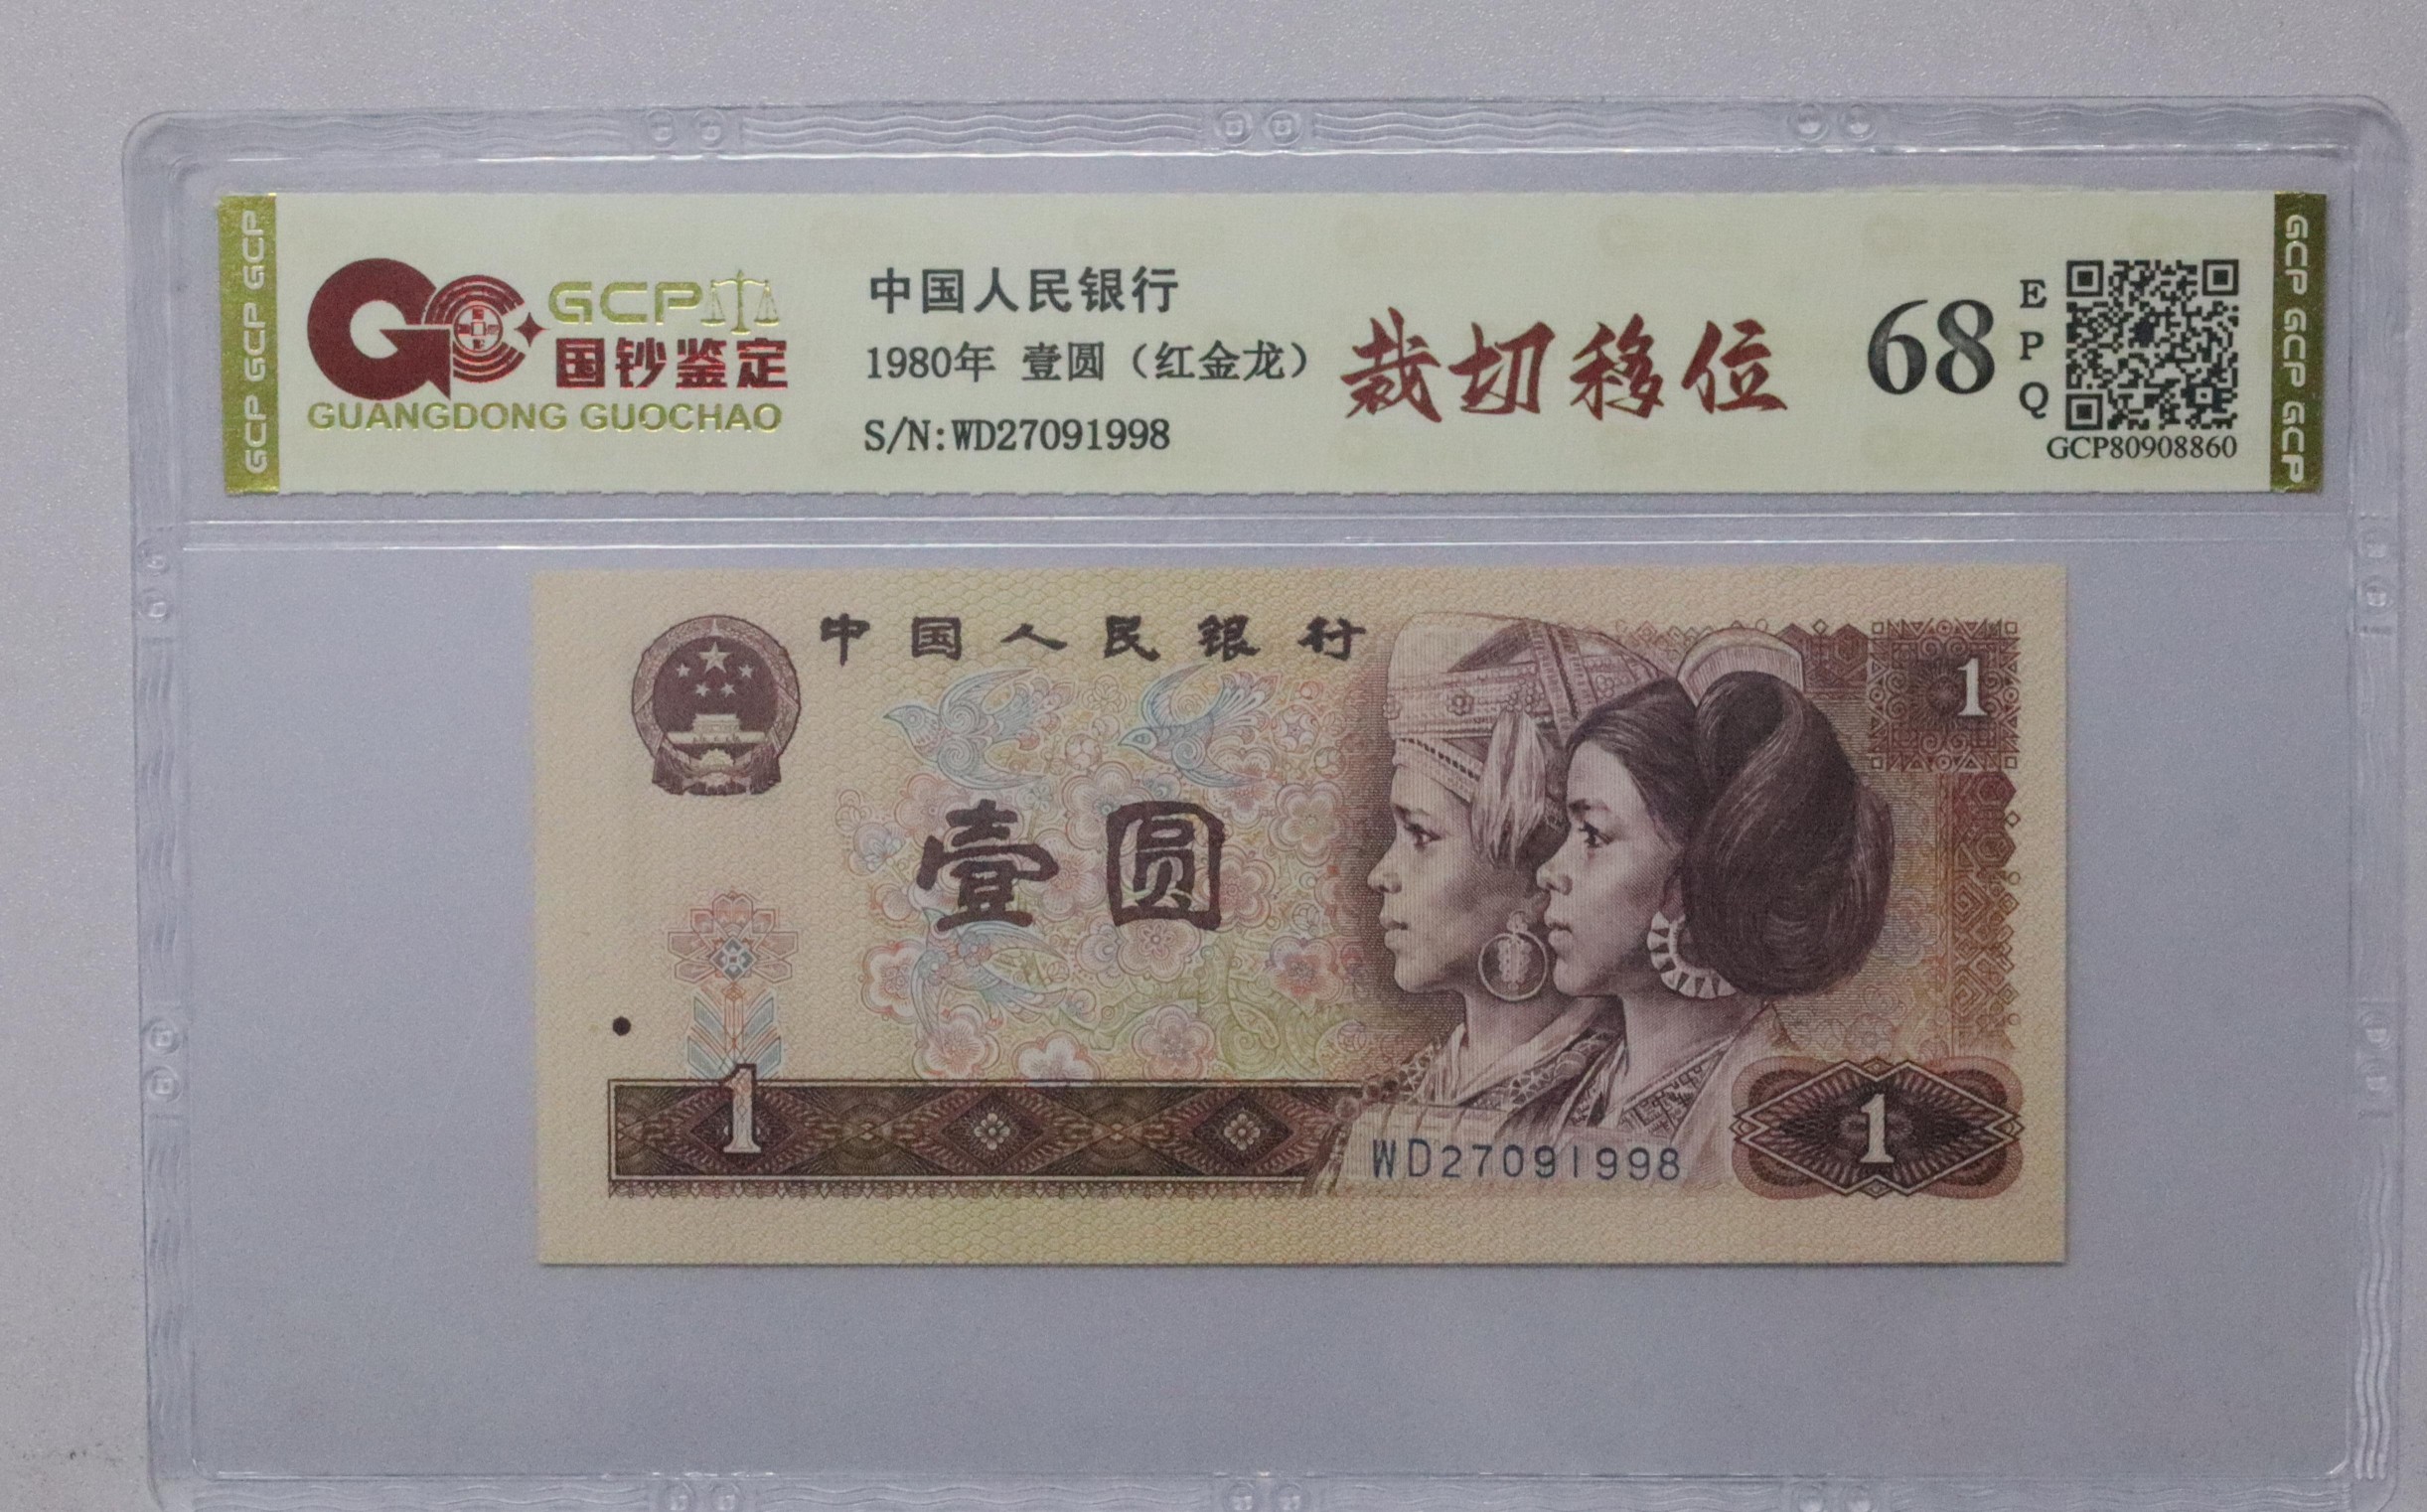 GCP GCP GCP
GCP
国钞鉴定
GUANGDONG GUOCHAO
中国人民银行
1980年 壹圆（红金龙）
S/N:WD27091998
裁切移位
68
EPQ
GCP80908860
GCP GCP GCP
中国人民银行
1
壹圆
1
WD27091998
1